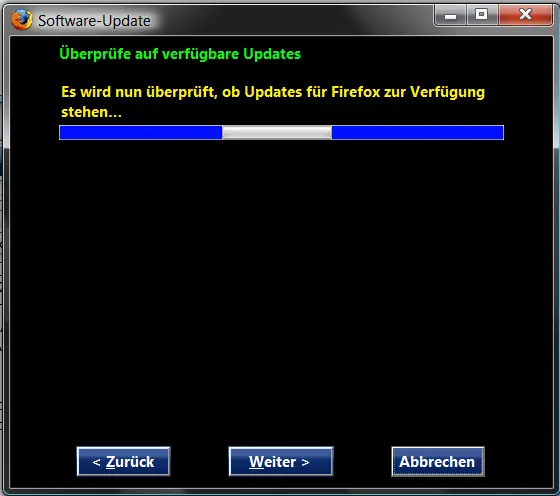 Software-Update
Überprüfe auf verfügbare Updates
Es wird nun überprüft, ob Updates für Firefox zur Verfügung
stehen...
< Zurück
Weiter >
Abbrechen